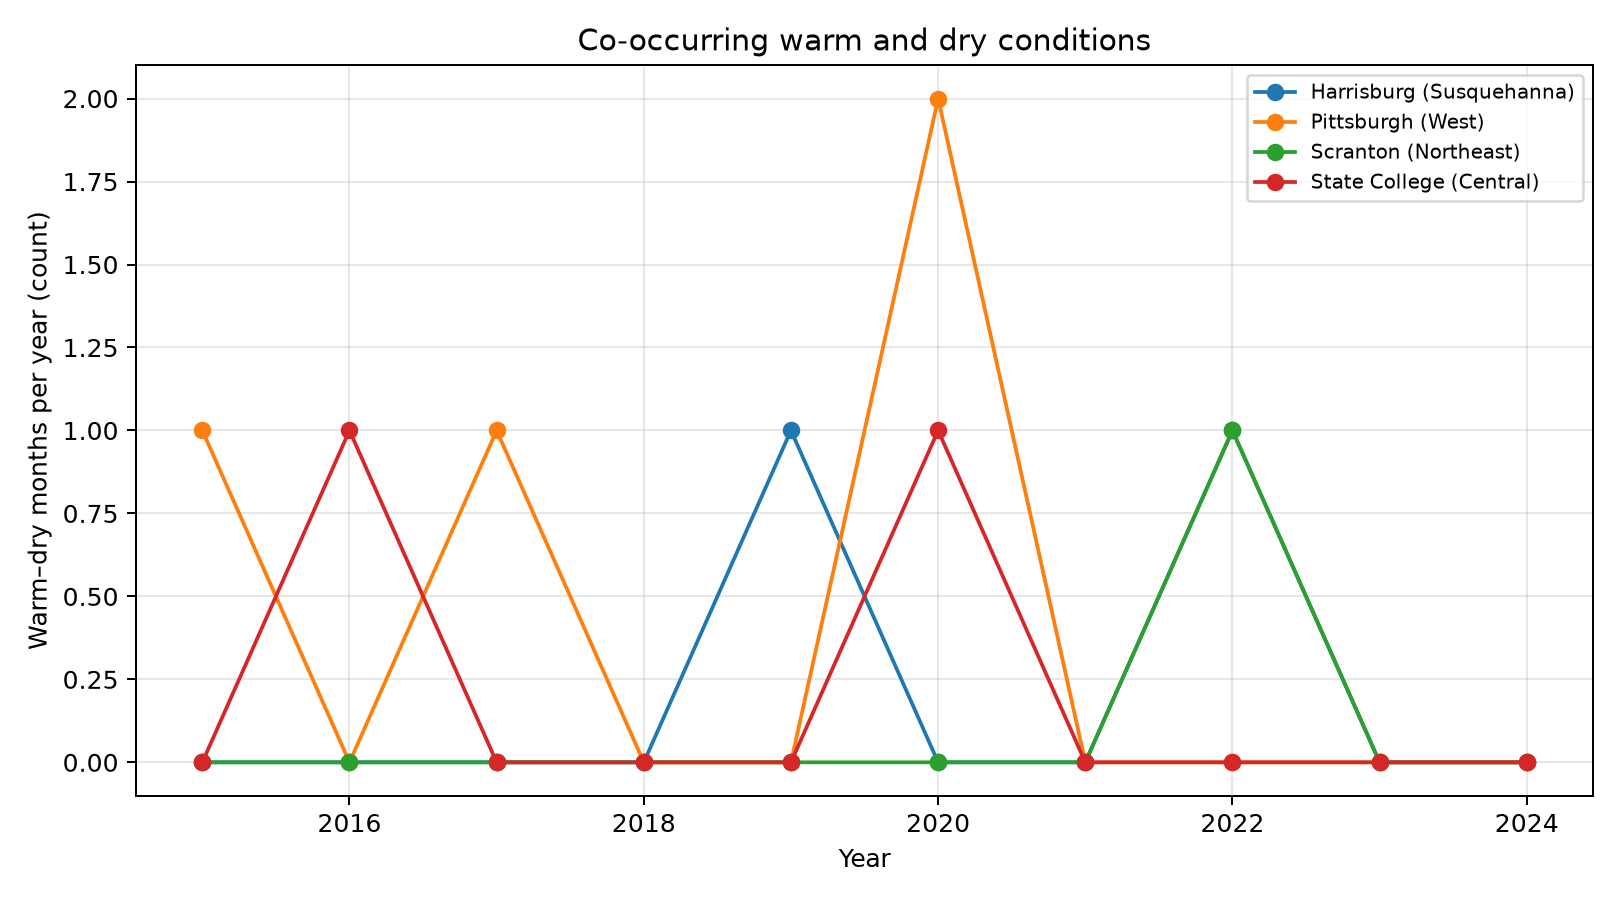 Co-occurring warm and dry conditions
Harrisburg (Susquehanna)
Pittsburgh (West)
Scranton (Northeast)
State College (Central)
Warm–dry months per year (count)
2.00
1.75
1.50
1.25
1.00
0.75
0.50
0.25
0.00
2016 2018 2020 2022 2024
Year